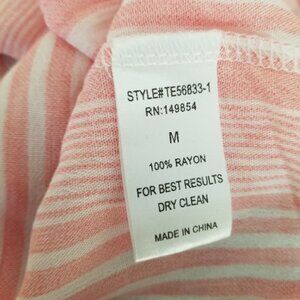 STYLE#TE56833-1
RN:149854
M
100% RAYON
FOR BEST RESULTS
DRY CLEAN
MADE IN CHINA